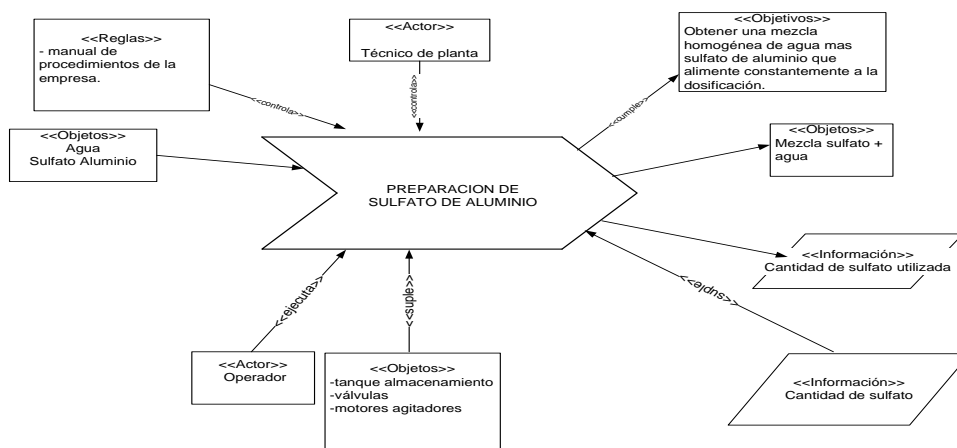 <<Reglas>>
- manual de
procedimientos de la
empresa.
<<Actor>>
Técnico de planta
<<Objetivos>>
Obtener una mezcla
homogénea de agua mas
sulfato de aluminio que
alimente constantemente a la
dosificación.
<<controla>>
<<controla>>
<<cumple>>
<<Objetos>>
Agua
Sulfato Aluminio
<<Objetos>>
Mezcla sulfato +
agua
PREPARACION DE
SULFATO DE ALUMINIO
<<Información>>
Cantidad de sulfato utilizada
<<ejecuta>>
<<suple>>
<<suple>>
<<Actor>>
Operador
<<Objetos>>
-tanque almacenamiento
-válvulas
-motores agitadores
<<Información>>
Cantidad de sulfato